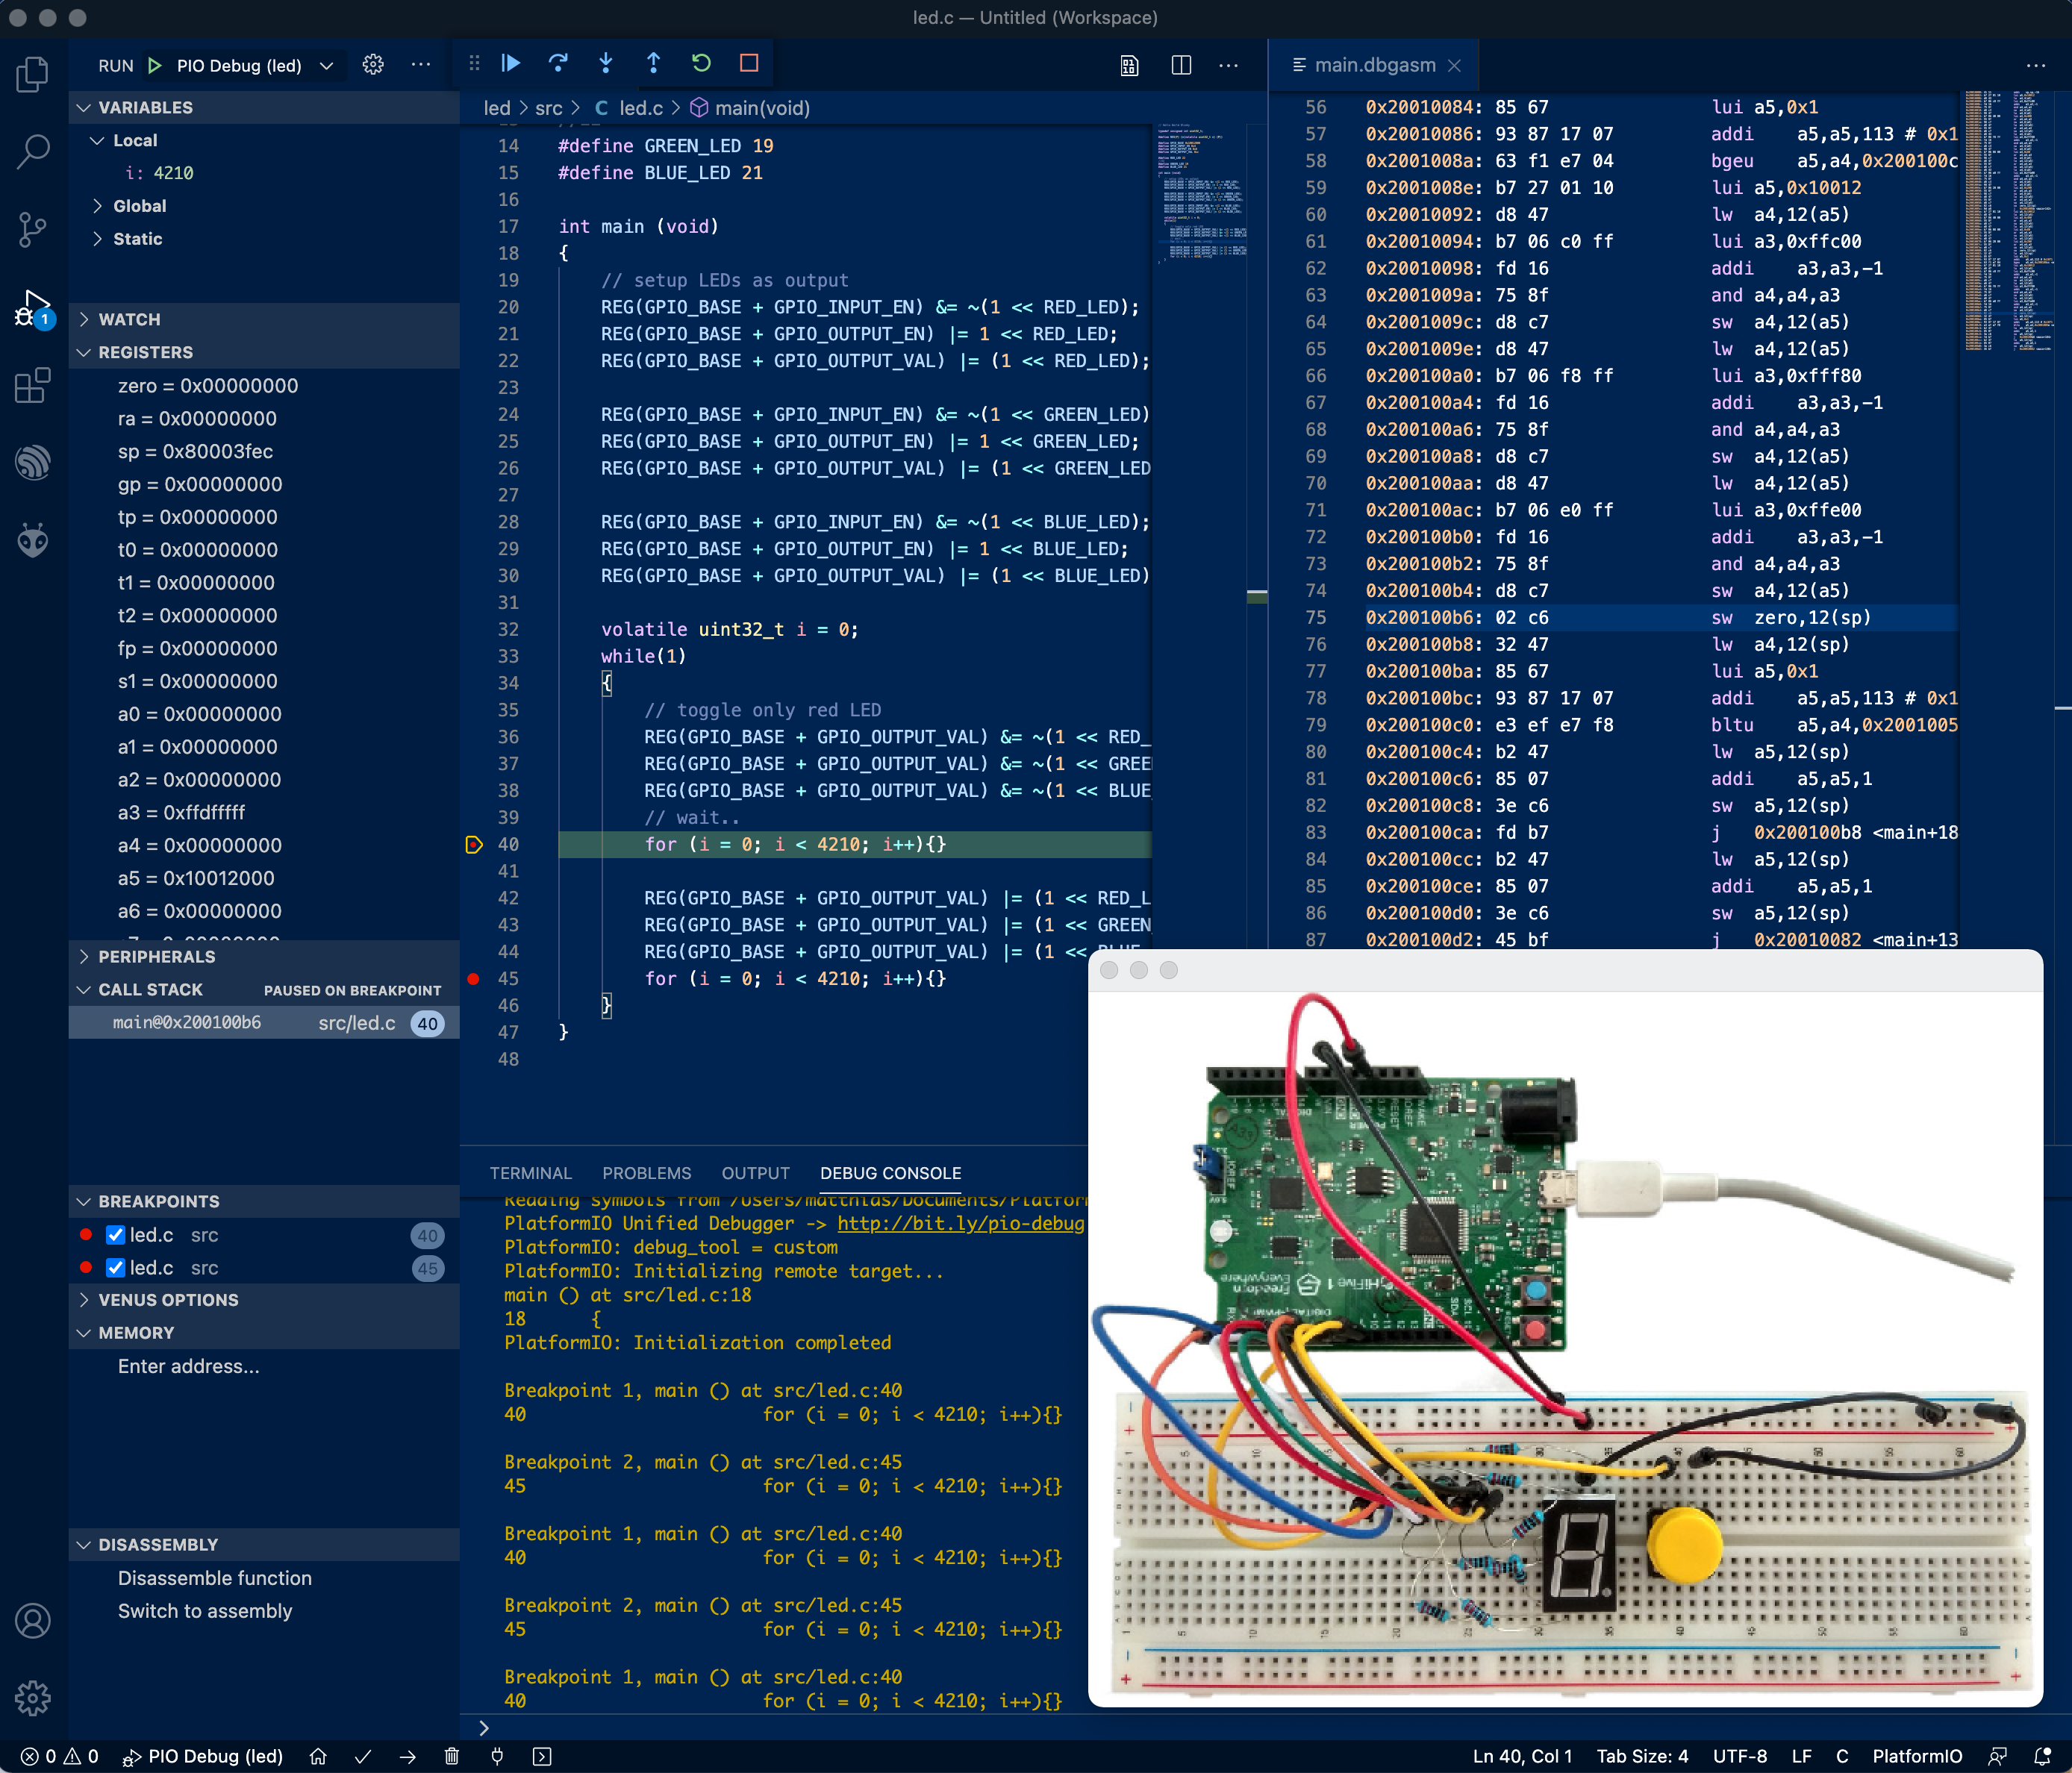 led.c — Untitled (Workspace)
RUN PIO Debug (led)
VARIABLES
Local
i: 4210
Global
Static
WATCH
REGISTERS
zero = 0x00000000
ra = 0x00000000
sp = 0x80003fec
gp = 0x00000000
tp = 0x00000000
t0 = 0x00000000
t1 = 0x00000000
t2 = 0x00000000
fp = 0x00000000
s1 = 0x00000000
a0 = 0x00000000
a1 = 0x00000000
a2 = 0x00000000
a3 = 0xffdfffff
a4 = 0x00000000
a5 = 0x10012000
a6 = 0x00000000
PERIPHERALS
CALL STACK PAUSED ON BREAKPOINT
main@0x200100b6 src/led.c 40
BREAKPOINTS
led.c src 40
led.c src 45
VENUS OPTIONS
MEMORY
Enter address...
DISASSEMBLY
Disassemble function
Switch to assembly
led > src > C led.c > main(void)
14 #define GREEN_LED 19
15 #define BLUE_LED 21
16
17 int main (void)
18 {
19 // setup LEDs as output
20 REG(GPIO_BASE + GPIO_INPUT_EN) &= ~(1 << RED_LED);
21 REG(GPIO_BASE + GPIO_OUTPUT_EN) |= 1 << RED_LED;
22 REG(GPIO_BASE + GPIO_OUTPUT_VAL) |= (1 << RED_LED);
23
24 REG(GPIO_BASE + GPIO_INPUT_EN) &= ~(1 << GREEN_LED)
25 REG(GPIO_BASE + GPIO_OUTPUT_EN) |= 1 << GREEN_LED;
26 REG(GPIO_BASE + GPIO_OUTPUT_VAL) |= (1 << GREEN_LED
27
28 REG(GPIO_BASE + GPIO_INPUT_EN) &= ~(1 << BLUE_LED);
29 REG(GPIO_BASE + GPIO_OUTPUT_EN) |= 1 << BLUE_LED;
30 REG(GPIO_BASE + GPIO_OUTPUT_VAL) |= (1 << BLUE_LED)
31
32 volatile uint32_t i = 0;
33 while(1)
34 {
35 // toggle only red LED
36 REG(GPIO_BASE + GPIO_OUTPUT_VAL) &= ~(1 << RED_
37 REG(GPIO_BASE + GPIO_OUTPUT_VAL) &= ~(1 << GREE
38 REG(GPIO_BASE + GPIO_OUTPUT_VAL) &= ~(1 << BLUE
39 // wait..
40 for (i = 0; i < 4210; i++){}
41
42 REG(GPIO_BASE + GPIO_OUTPUT_VAL) |= (1 << RED_L
43 REG(GPIO_BASE + GPIO_OUTPUT_VAL) |= (1 << GREEN
44 REG(GPIO_BASE + GPIO_OUTPUT_VAL) |= (1 <<
45 for (i = 0; i < 4210; i++){}
46 }
47 }
48
main.dbgasm
56 0x20010084: 85 67 lui a5,0x1
57 0x20010086: 93 87 17 07 addi a5,a5,113 # 0x1
58 0x2001008a: 63 f1 e7 04 bgeu a5,a4,0x200100c
59 0x2001008e: b7 27 01 10 lui a5,0x10012
60 0x20010092: d8 47 lw a4,12(a5)
61 0x20010094: b7 06 c0 ff lui a3,0xffc00
62 0x20010098: fd 16 addi a3,a3,-1
63 0x2001009a: 75 8f and a4,a4,a3
64 0x2001009c: d8 c7 sw a4,12(a5)
65 0x2001009e: d8 47 lw a4,12(a5)
66 0x200100a0: b7 06 f8 ff lui a3,0xfff80
67 0x200100a4: fd 16 addi a3,a3,-1
68 0x200100a6: 75 8f and a4,a4,a3
69 0x200100a8: d8 c7 sw a4,12(a5)
70 0x200100aa: d8 47 lw a4,12(a5)
71 0x200100ac: b7 06 e0 ff lui a3,0xffe00
72 0x200100b0: fd 16 addi a3,a3,-1
73 0x200100b2: 75 8f and a4,a4,a3
74 0x200100b4: d8 c7 sw a4,12(a5)
75 0x200100b6: 02 c6 sw zero,12(sp)
76 0x200100b8: 32 47 lw a4,12(sp)
77 0x200100ba: 85 67 lui a5,0x1
78 0x200100bc: 93 87 17 07 addi a5,a5,113 # 0x1
79 0x200100c0: e3 ef e7 f8 bltu a5,a4,0x2001005
80 0x200100c4: b2 47 lw a5,12(sp)
81 0x200100c6: 85 07 addi a5,a5,1
82 0x200100c8: 3e c6 sw a5,12(sp)
83 0x200100ca: fd b7 j 0x200100b8 <main+18
84 0x200100cc: b2 47 lw a5,12(sp)
85 0x200100ce: 85 07 addi a5,a5,1
86 0x200100d0: 3e c6 sw a5,12(sp)
87 0x200100d2: 45 bf j 0x20010082 <main+13
TERMINAL PROBLEMS OUTPUT DEBUG CONSOLE
Reading symbols from /Users/matthias/Documents/Platfor
PlatformIO Unified Debugger -> http://bit.ly/pio-debug
PlatformIO: debug_tool = custom
PlatformIO: Initializing remote target...
main () at src/led.c:18
18 {
PlatformIO: Initialization completed
Breakpoint 1, main () at src/led.c:40
40 for (i = 0; i < 4210; i++){}
Breakpoint 2, main () at src/led.c:45
45 for (i = 0; i < 4210; i++){}
Breakpoint 1, main () at src/led.c:40
40 for (i = 0; i < 4210; i++){}
Breakpoint 2, main () at src/led.c:45
45 for (i = 0; i < 4210; i++){}
Breakpoint 1, main () at src/led.c:40
40 for (i = 0; i < 4210; i++){}
HiFive 1
Freedom
Everywhere
0 0 PIO Debug (led) Ln 40, Col 1 Tab Size: 4 UTF-8 LF C PlatformIO